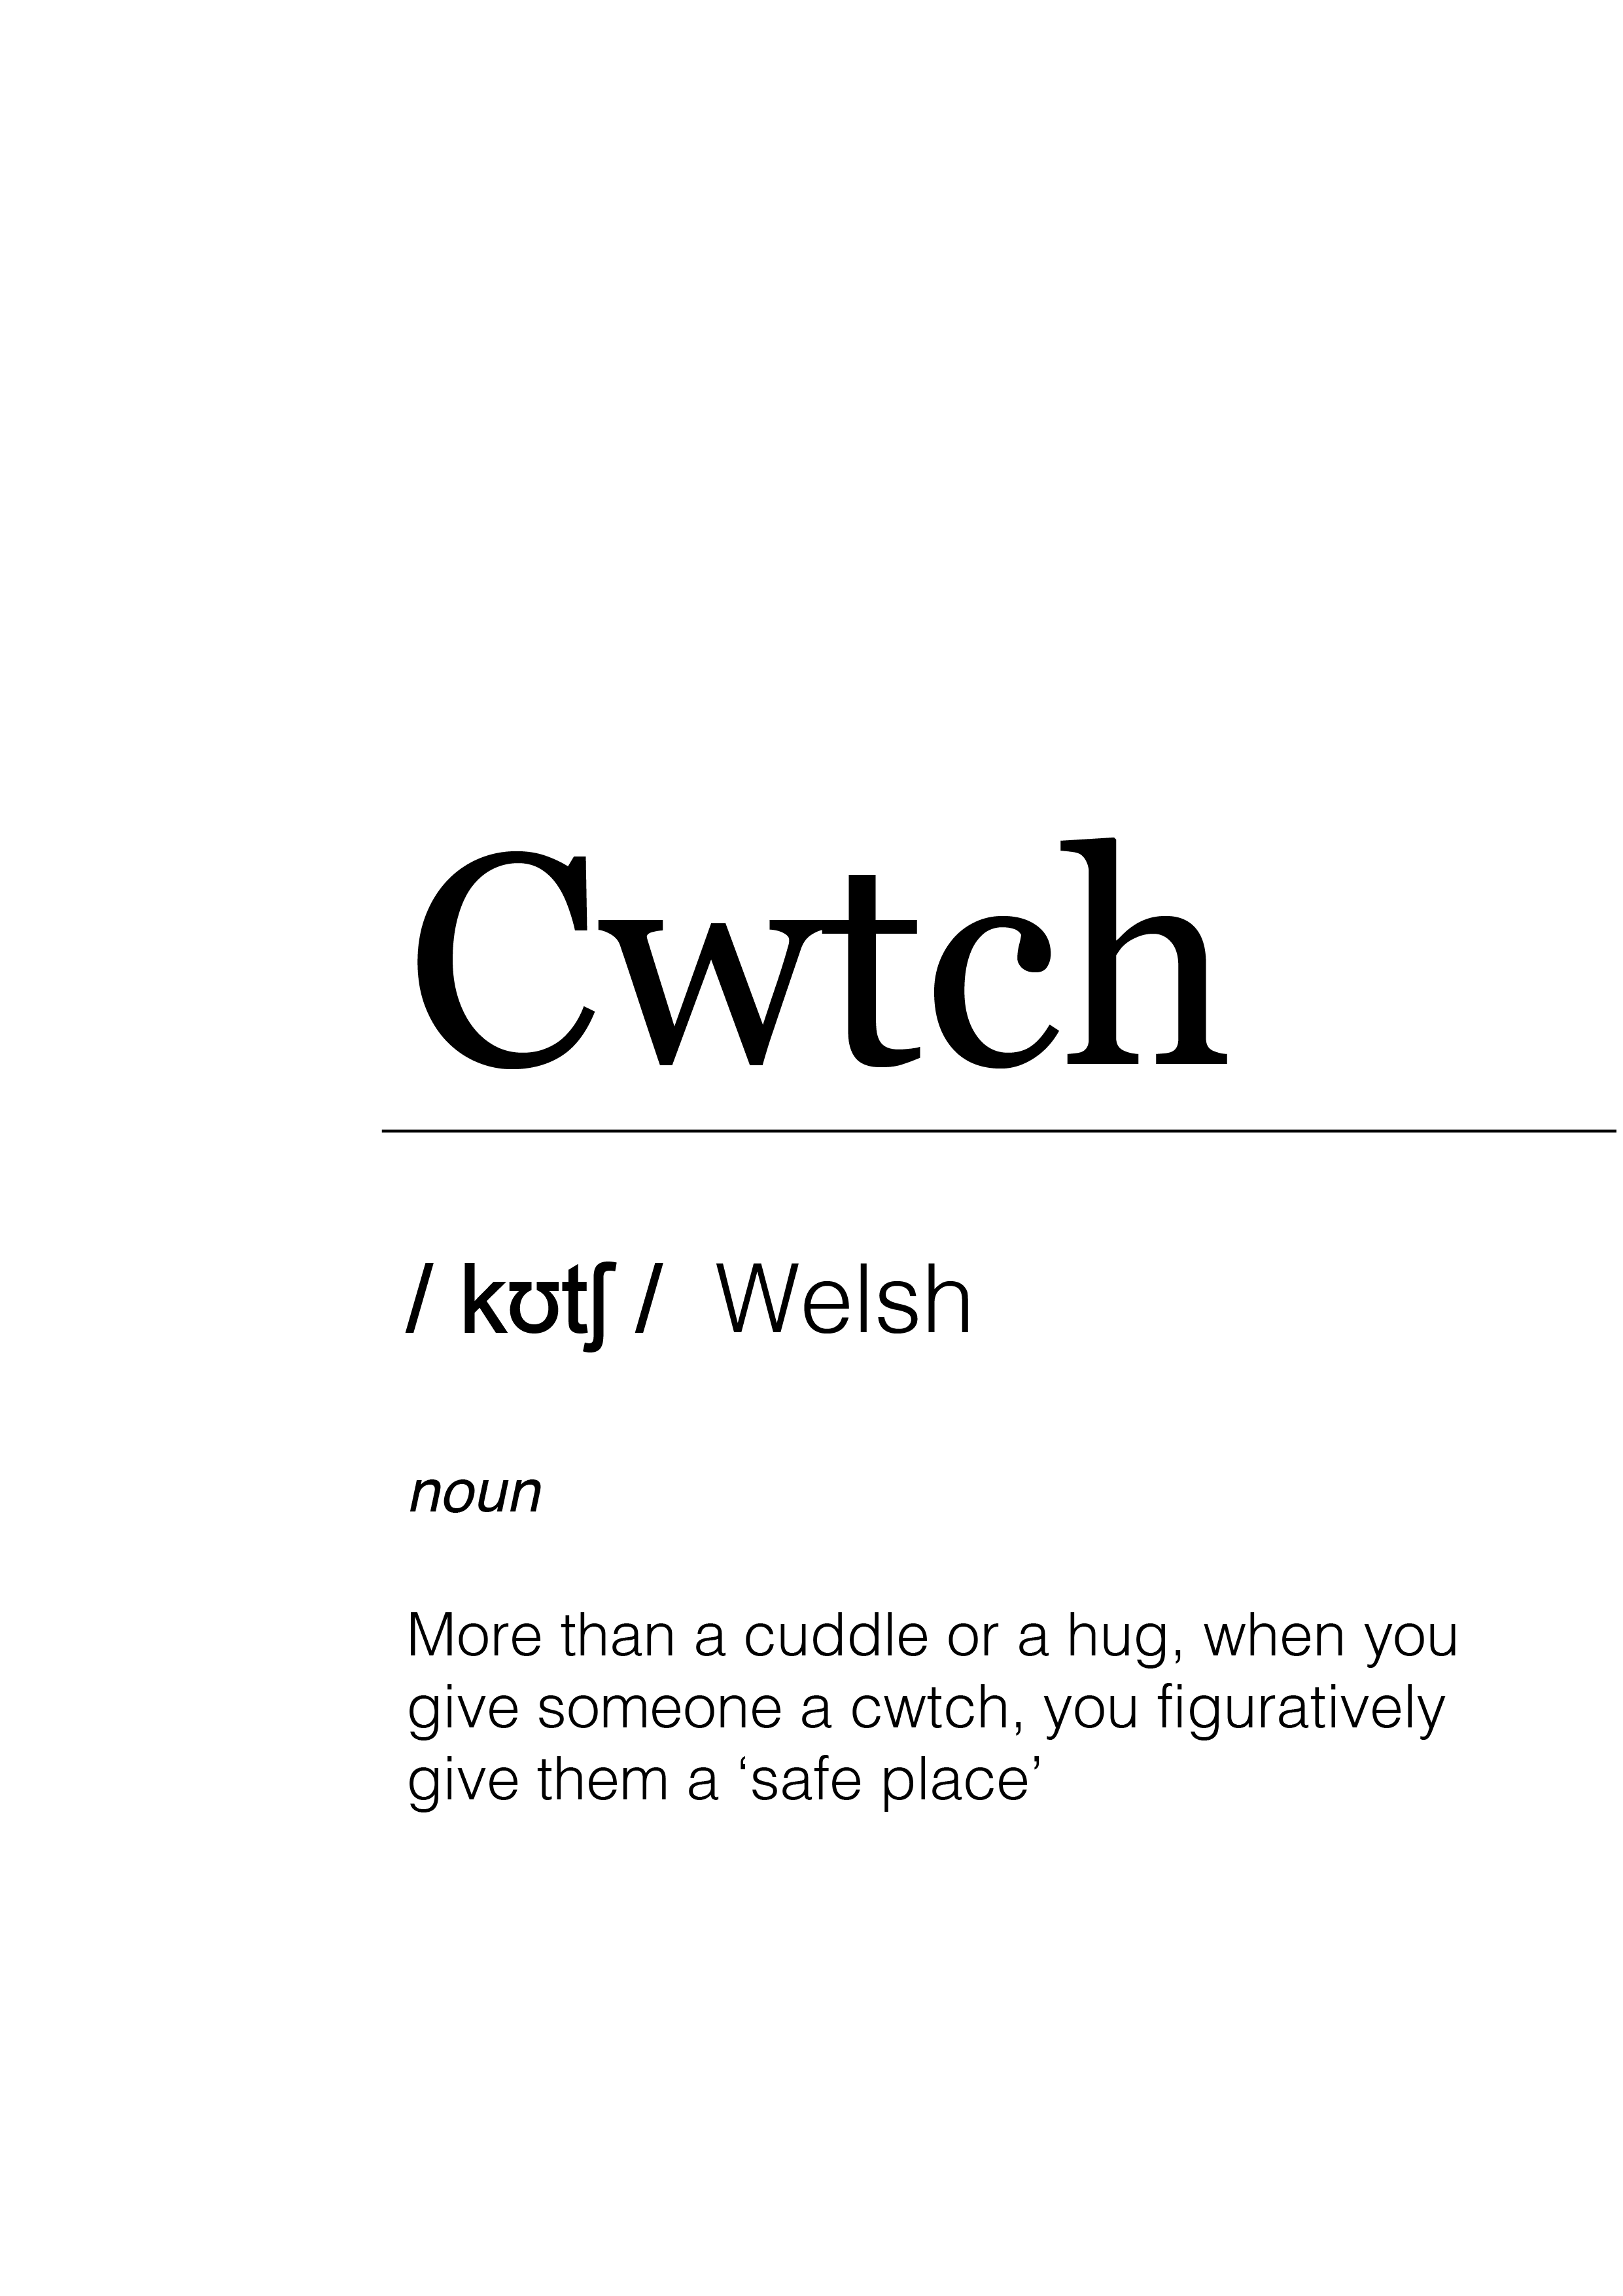 Cwtch
/ kʊtʃ / Welsh
noun
More than a cuddle or a hug, when you
give someone a cwtch, you figuratively
give them a ‘safe place’